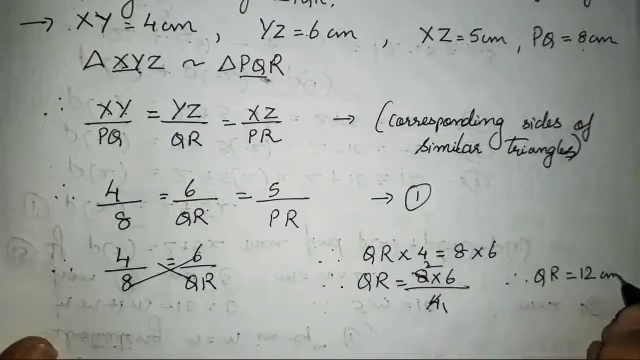 → XY = 4 cm, YZ = 6 cm, XZ = 5 cm, PQ = 8 cm
Δ XYZ ~ Δ PQR
∴ XY/PQ = YZ/QR = XZ/PR → (corresponding sides of similar triangles)
∴ 4/8 = 6/QR = 5/PR → ①
∴ 4/8 = 6/QR ∴ QR × 4 = 8 × 6
∴ QR = 8 × 6 / 4 ∴ QR = 12 cm